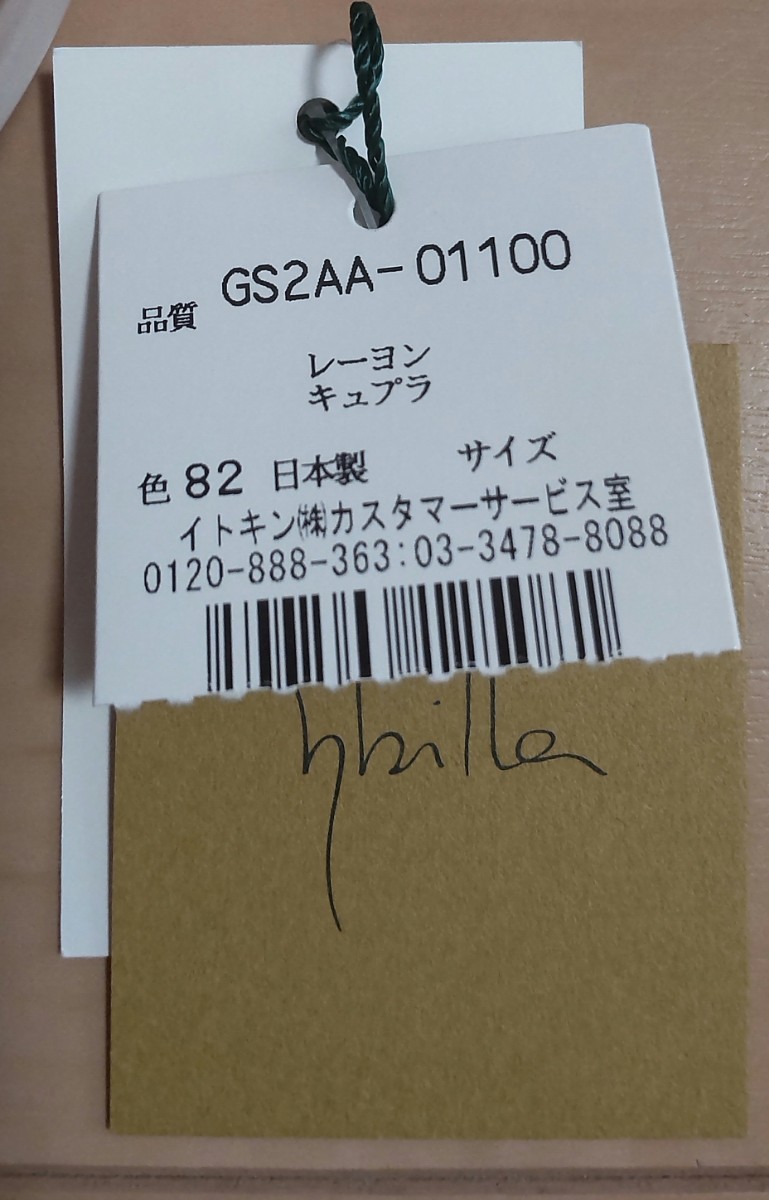 GS2AA-01100
品質
レーヨン
キュプラ
色 82 日本製 サイズ
イトキン㈱カスタマーサービス室
0120-888-363:03-3478-8088
ybilla